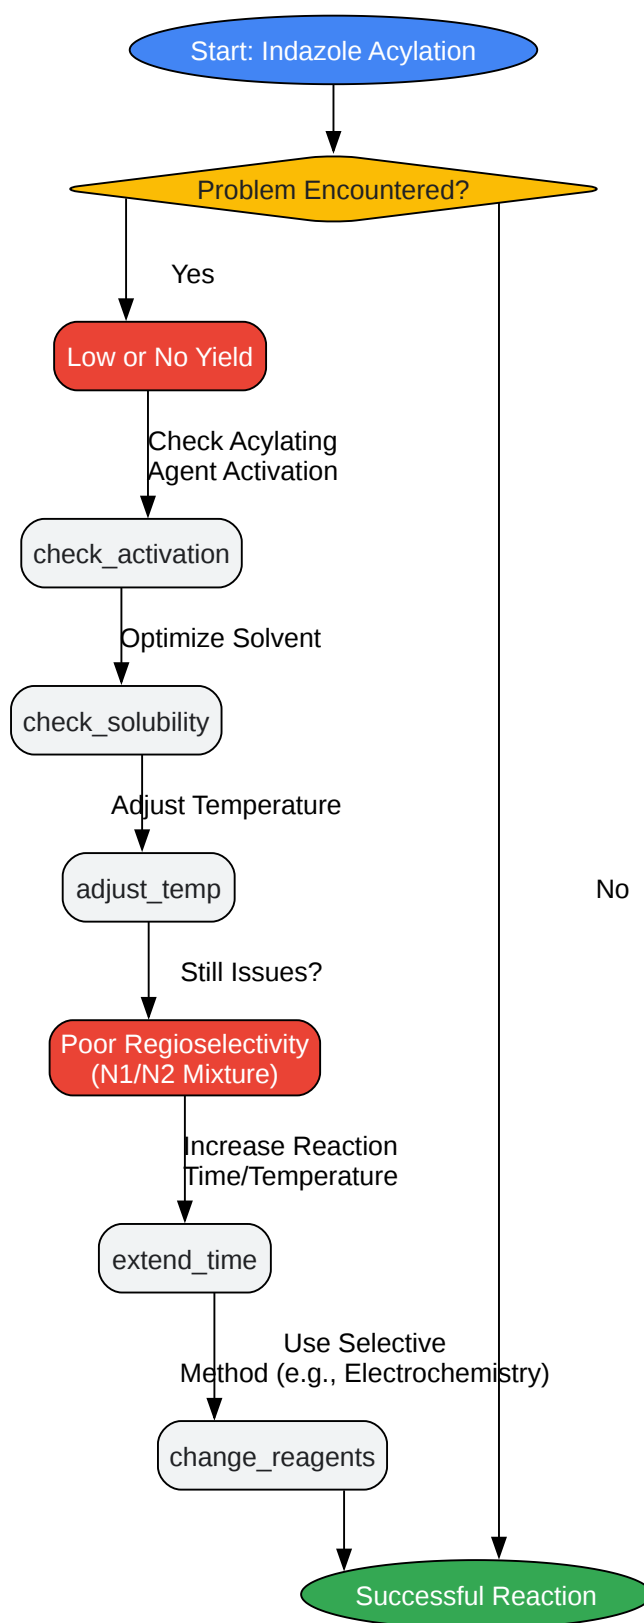 Start: Indazole Acylation
Problem Encountered?
Yes
Low or No Yield
Check Acylating
Agent Activation
check_activation
Optimize Solvent
check_solubility
Adjust Temperature
adjust_temp
No
Still Issues?
Poor Regioselectivity
(N1/N2 Mixture)
Increase Reaction
Time/Temperature
extend_time
Use Selective
Method (e.g., Electrochemistry)
change_reagents
Successful Reaction